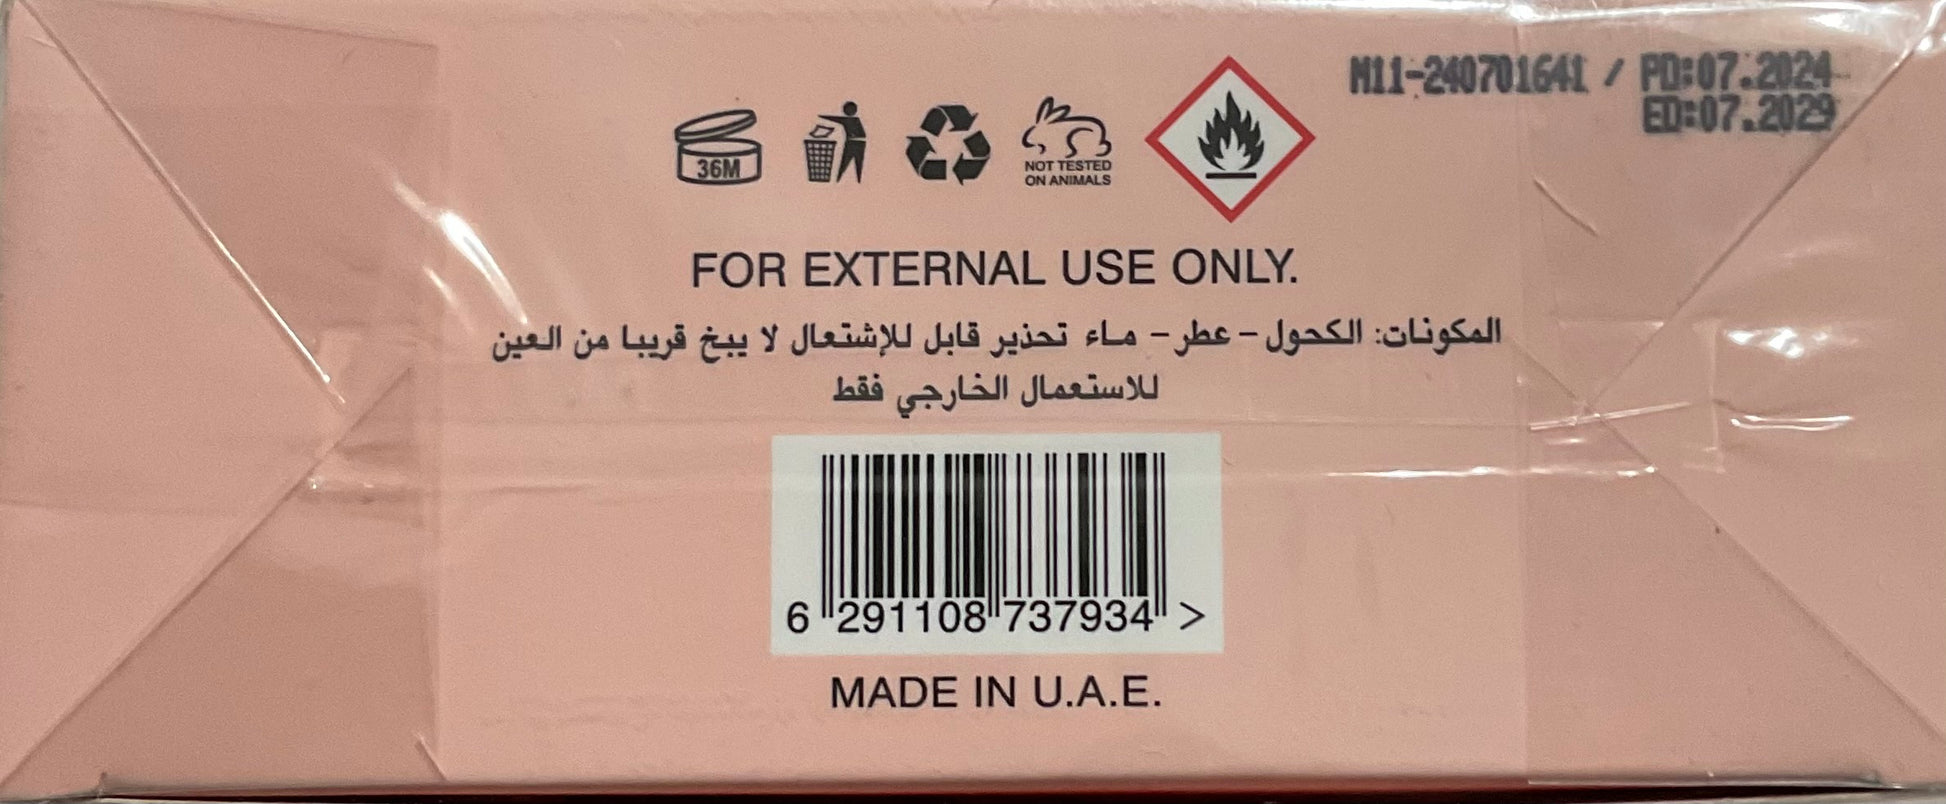 M11-240701641 / PD:07.2024
ED:07.2029
36M
NOT TESTED
ON ANIMALS
FOR EXTERNAL USE ONLY.
المكونات: الكحول - عطر - ماء تحذير قابل للإشتعال لا يبخ قريبا من العين
للاستعمال الخارجي فقط
6 291108 737934 >
MADE IN U.A.E.